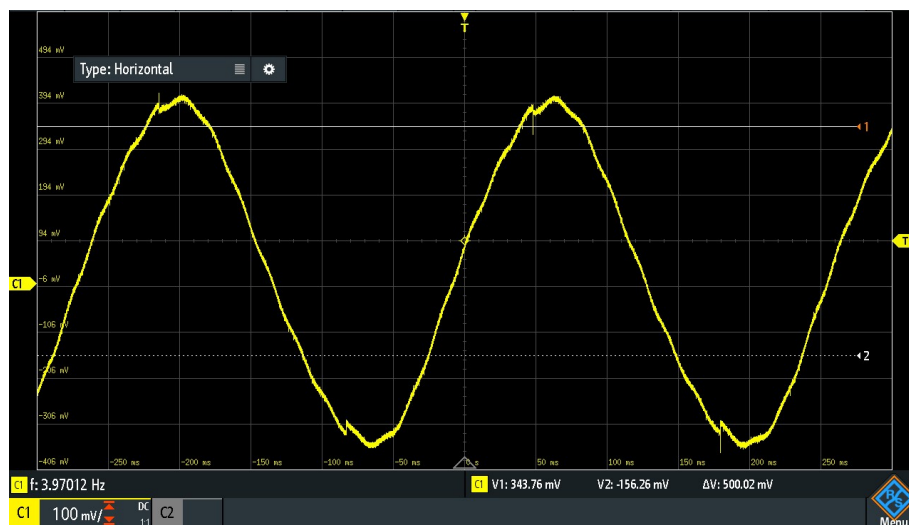 T
494 mV
Type: Horizontal
394 mV
1
294 mV
194 mV
94 mV
T
-6 mV
C1
-106 mV
2
-206 mV
-306 mV
-406 mV
-250 ms
-200 ms
-150 ms
-100 ms
-50 ms
0 s
50 ms
100 ms
150 ms
200 ms
250 ms
C1 f: 3.97012 Hz
C1 V1: 343.76 mV V2: -156.26 mV ΔV: 500.02 mV
C1 100 mV/ DC 1:1 C2
R&S
Menu